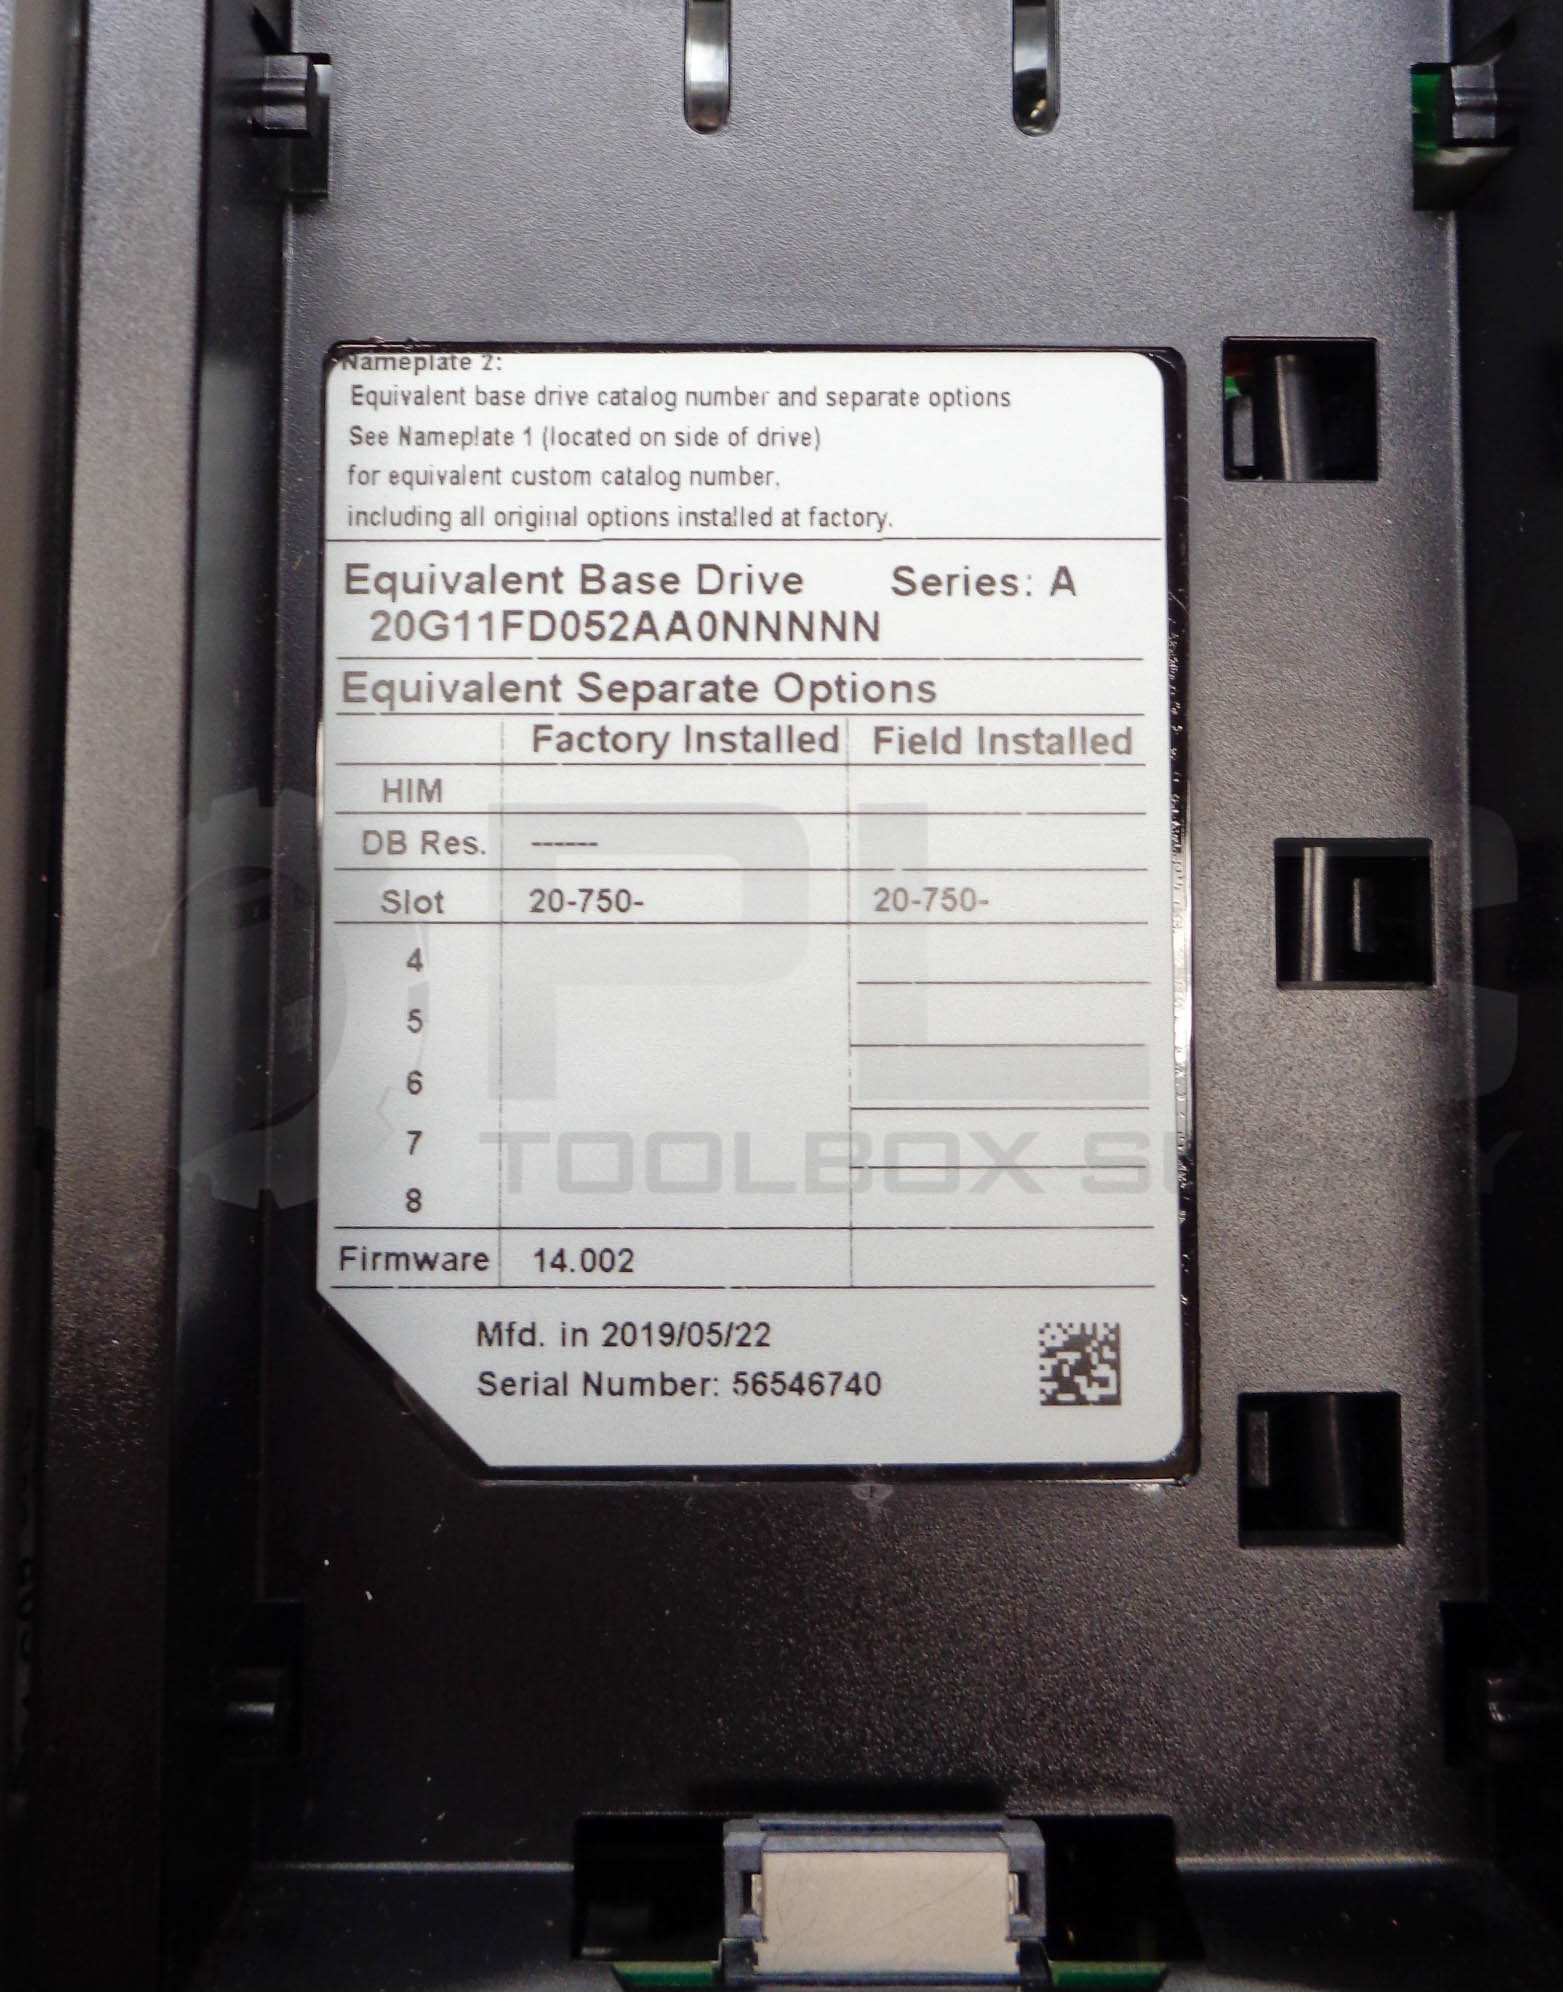 Nameplate 2:
Equivalent base drive catalog number and separate options
See Nameplate 1 (located on side of drive)
for equivalent custom catalog number,
including all original options installed at factory.
Equivalent Base Drive Series: A
20G11FD052AA0NNNNN
Equivalent Separate Options
Factory Installed Field Installed
HIM
DB Res. ------
Slot 20-750- 20-750-
4
5
6
7
8
Firmware 14.002
Mfd. in 2019/05/22
Serial Number: 56546740
PLC
TOOLBOX SUPPLY